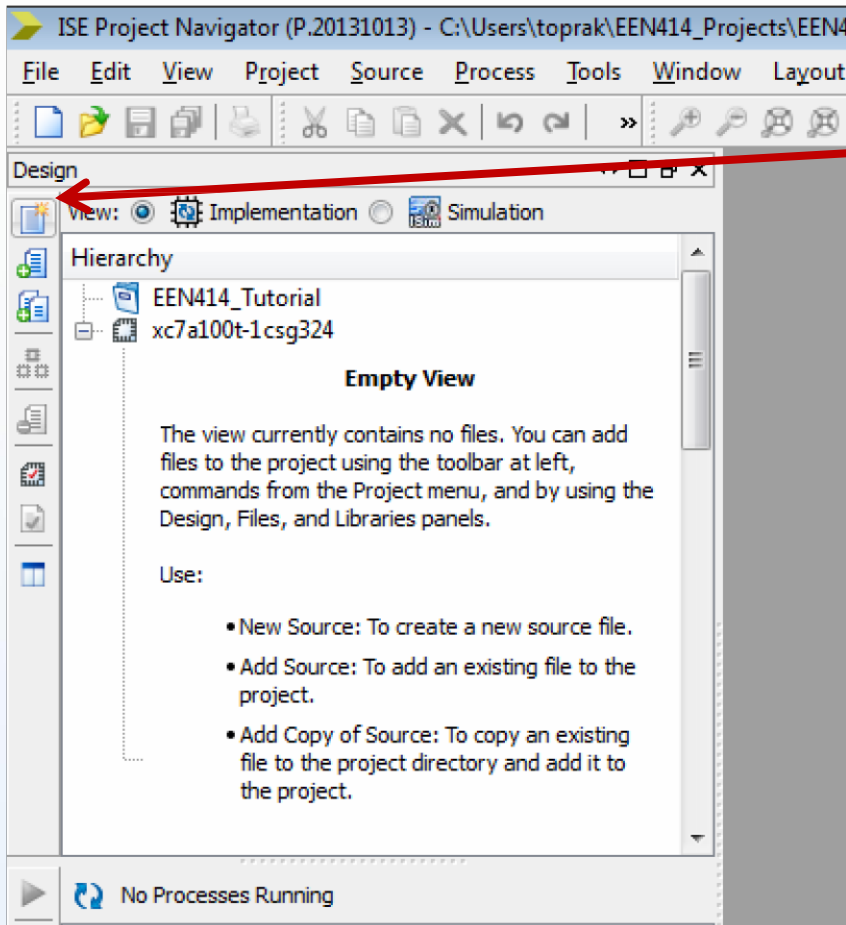 ISE Project Navigator (P.20131013) - C:\Users\toprak\EEN414_Projects\EEN4
File Edit View Project Source Process Tools Window Layout
»
Design
View: Implementation Simulation
Hierarchy
EEN414_Tutorial
xc7a100t-1csg324
Empty View
The view currently contains no files. You can add
files to the project using the toolbar at left,
commands from the Project menu, and by using the
Design, Files, and Libraries panels.
Use:
• New Source: To create a new source file.
• Add Source: To add an existing file to the
project.
• Add Copy of Source: To copy an existing
file to the project directory and add it to
the project.
No Processes Running